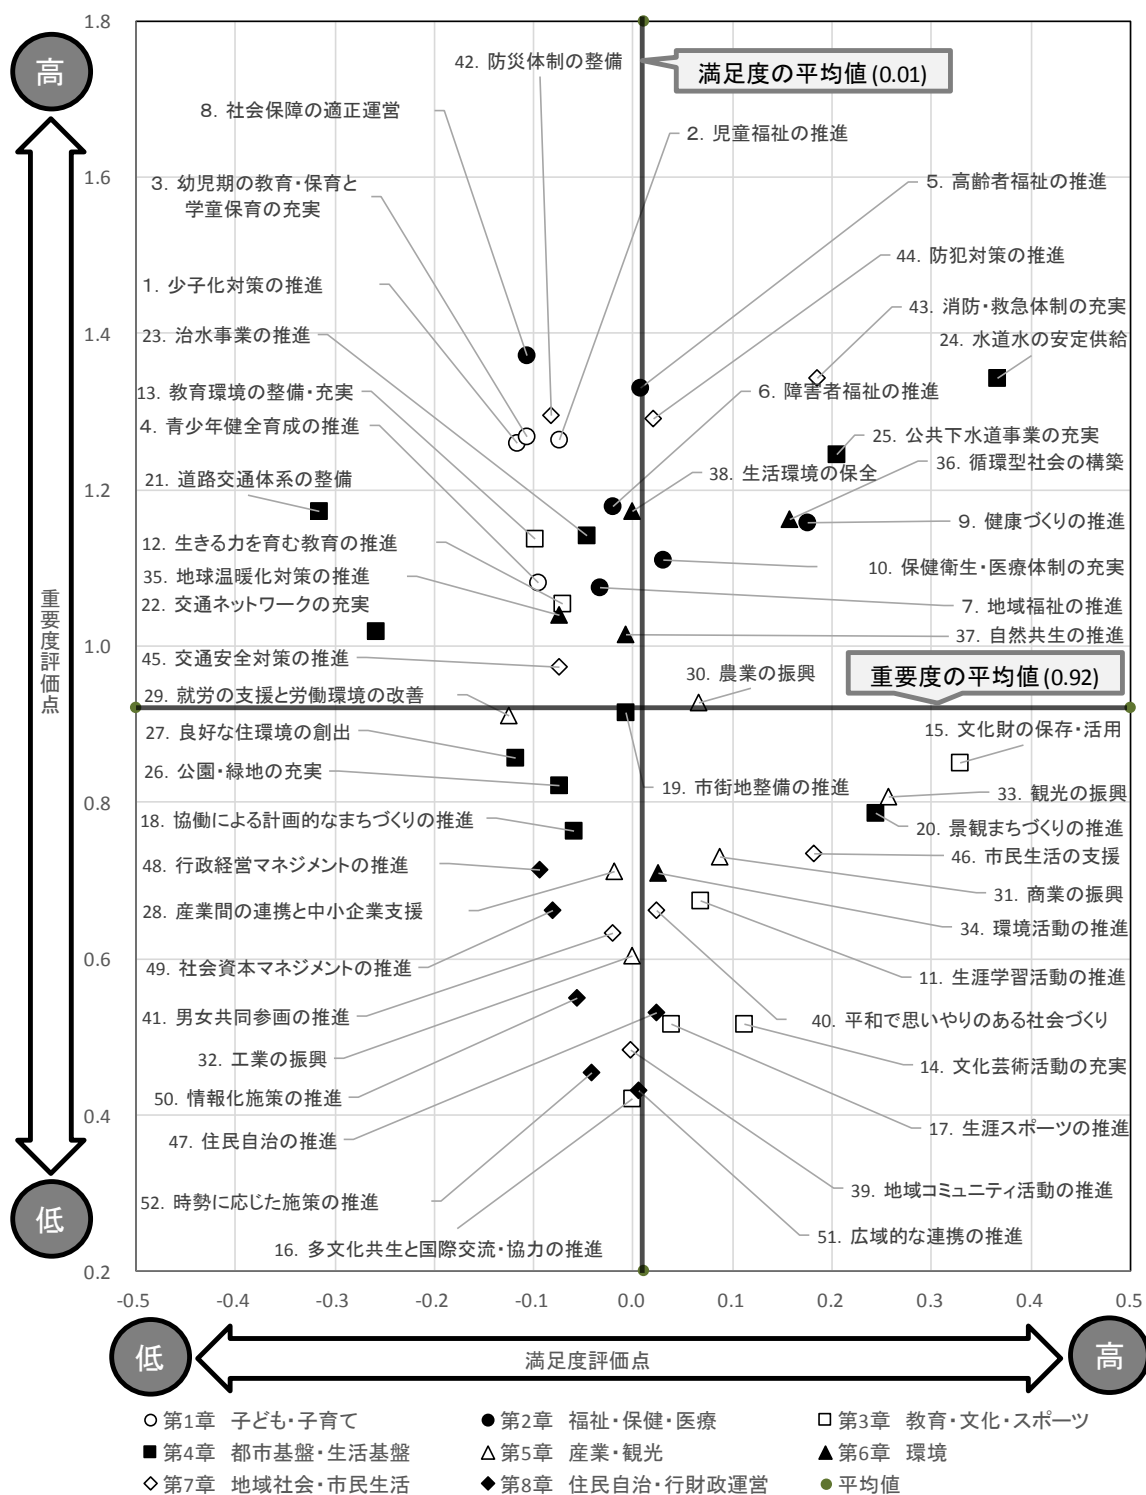 1.8
高
42. 防災体制の整備
満足度の平均値(0.01)
8. 社会保障の適正運営
2. 児童福祉の推進
1.6
3. 幼児期の教育・保育と
学童保育の充実
5. 高齢者福祉の推進
44. 防犯対策の推進
1. 少子化対策の推進
43. 消防・救急体制の充実
1.4
23. 治水事業の推進
24. 水道水の安定供給
13. 教育環境の整備・充実
6. 障害者福祉の推進
4. 青少年健全育成の推進
25. 公共下水道事業の充実
36. 循環型社会の構築
21. 道路交通体系の整備
38. 生活環境の保全
1.2
9. 健康づくりの推進
12. 生きる力を育む教育の推進
10. 保健衛生・医療体制の充実
35. 地球温暖化対策の推進
22. 交通ネットワークの充実
7. 地域福祉の推進
重要度評価点
37. 自然共生の推進
1.0
45. 交通安全対策の推進
30. 農業の振興
重要度の平均値(0.92)
29. 就労の支援と労働環境の改善
27. 良好な住環境の創出
15. 文化財の保存・活用
26. 公園・緑地の充実
19. 市街地整備の推進
33. 観光の振興
0.8
18. 協働による計画的なまちづくりの推進
20. 景観まちづくりの推進
48. 行政経営マネジメントの推進
46. 市民生活の支援
31. 商業の振興
28. 産業間の連携と中小企業支援
34. 環境活動の推進
0.6
49. 社会資本マネジメントの推進
11. 生涯学習活動の推進
41. 男女共同参画の推進
40. 平和で思いやりのある社会づくり
32. 工業の振興
14. 文化芸術活動の充実
50. 情報化施策の推進
0.4
47. 住民自治の推進
17. 生涯スポーツの推進
52. 時勢に応じた施策の推進
39. 地域コミュニティ活動の推進
低
16. 多文化共生と国際交流・協力の推進
51. 広域的な連携の推進
0.2
-0.5 -0.4 -0.3 -0.2 -0.1 0.0 0.1 0.2 0.3 0.4 0.5
低 満足度評価点 高
第1章 子ども・子育て 第2章 福祉・保健・医療 第3章 教育・文化・スポーツ
第4章 都市基盤・生活基盤 第5章 産業・観光 第6章 環境
第7章 地域社会・市民生活 第8章 住民自治・行財政運営 平均値